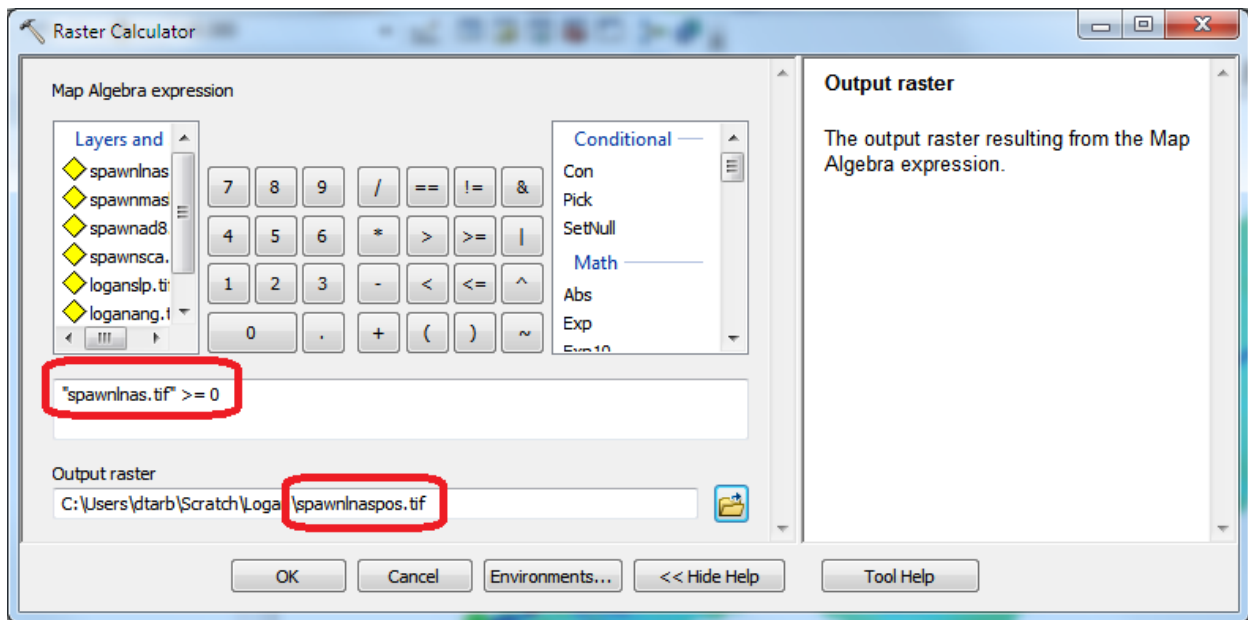 Raster Calculator
Map Algebra expression
Layers and
spawnlnas
spawnmas
spawnad8
spawnsca.
loganslp.ti
loganang.t
7 8 9 / == != &
4 5 6 * > >= |
1 2 3 - < <= ^
0 . + ( ) ~
Conditional
Con
Pick
SetNull
Math
Abs
Exp
Exp10
"spawnlnas.tif" >= 0
Output raster
C:\Users\dtarb\Scratch\Loga \spawnlnaspos.tif
OK Cancel Environments... << Hide Help Tool Help
Output raster
The output raster resulting from the Map
Algebra expression.